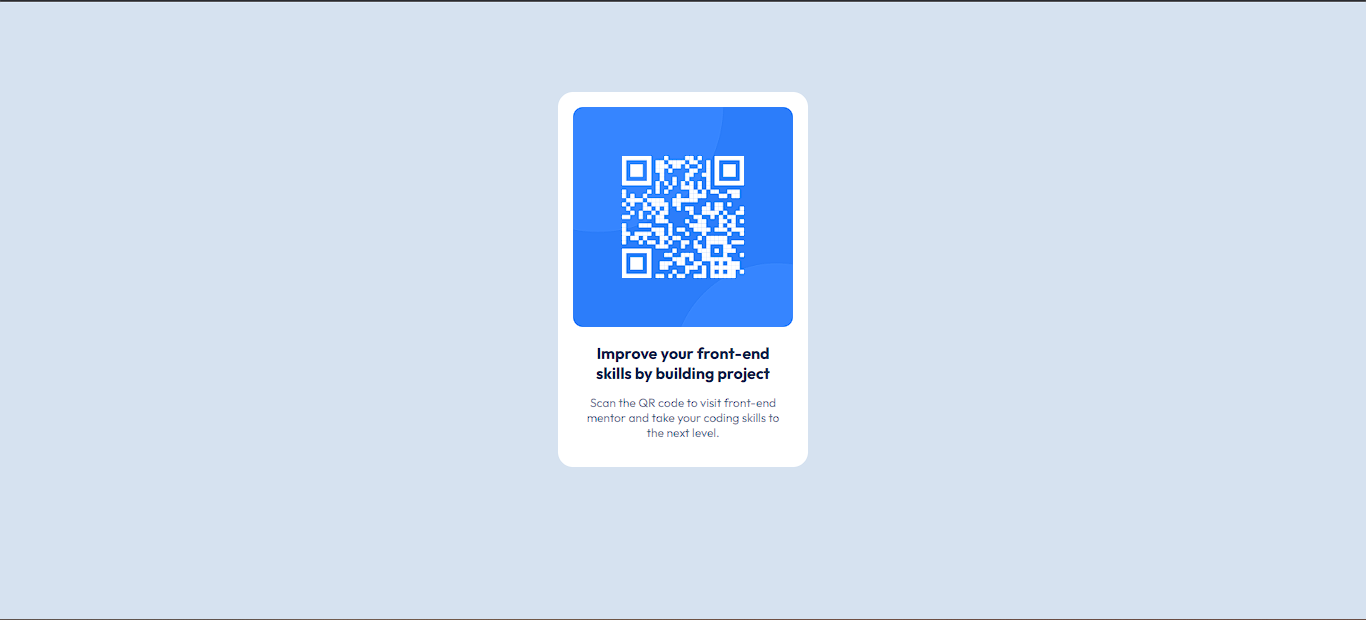 Improve your front-end
skills by building project
Scan the QR code to visit front-end
mentor and take your coding skills to
the next level.